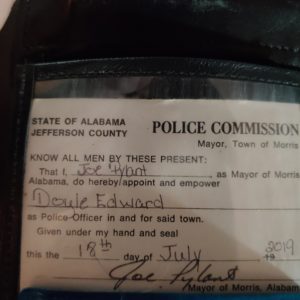 STATE OF ALABAMA
JEFFERSON COUNTY
POLICE COMMISSION
Mayor, Town of Morris
KNOW ALL MEN BY THESE PRESENT:
That I, Joe Pylant, as Mayor of Morris
Alabama, do hereby appoint and empower
Doyle Edward
as Police Officer in and for said town.
Given under my hand and seal
this the 18th day of July 19 2019
Joe Pylant
Mayor of Morris, Alabama